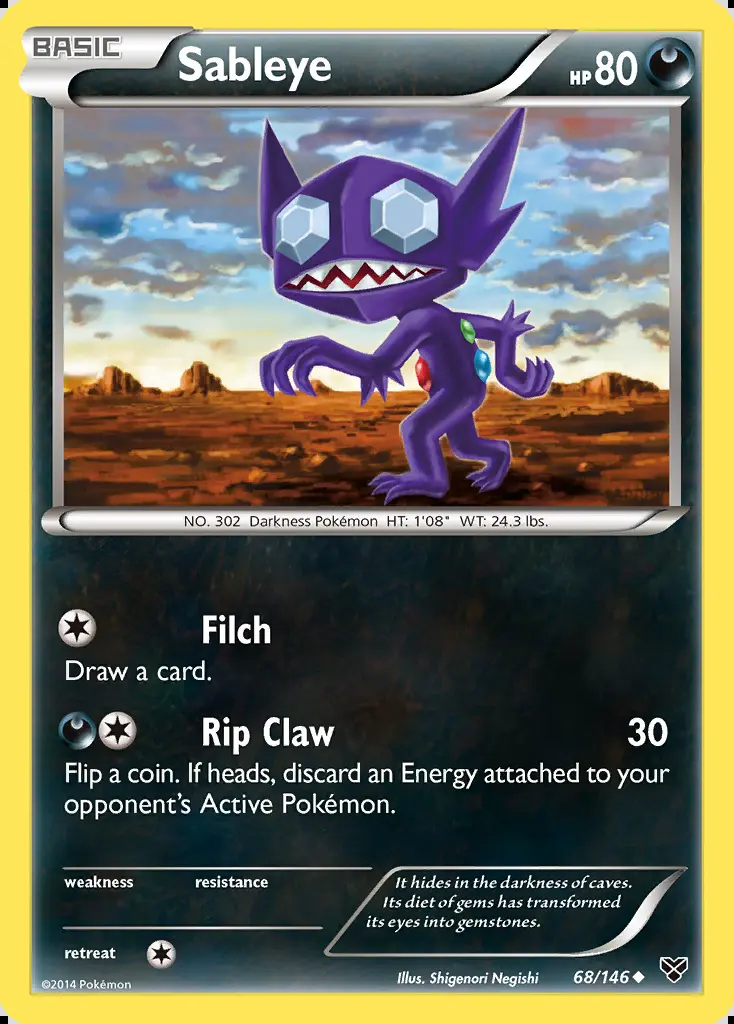 BASIC
Sableye
HP80
NO. 302 Darkness Pokémon HT: 1'08" WT: 24.3 lbs.
Filch
Draw a card.
Rip Claw
30
Flip a coin. If heads, discard an Energy attached to your
opponent's Active Pokémon.
weakness
resistance
It hides in the darkness of caves.
Its diet of gems has transformed
its eyes into gemstones.
retreat
©2014 Pokémon
Illus. Shigenori Negishi
68/146